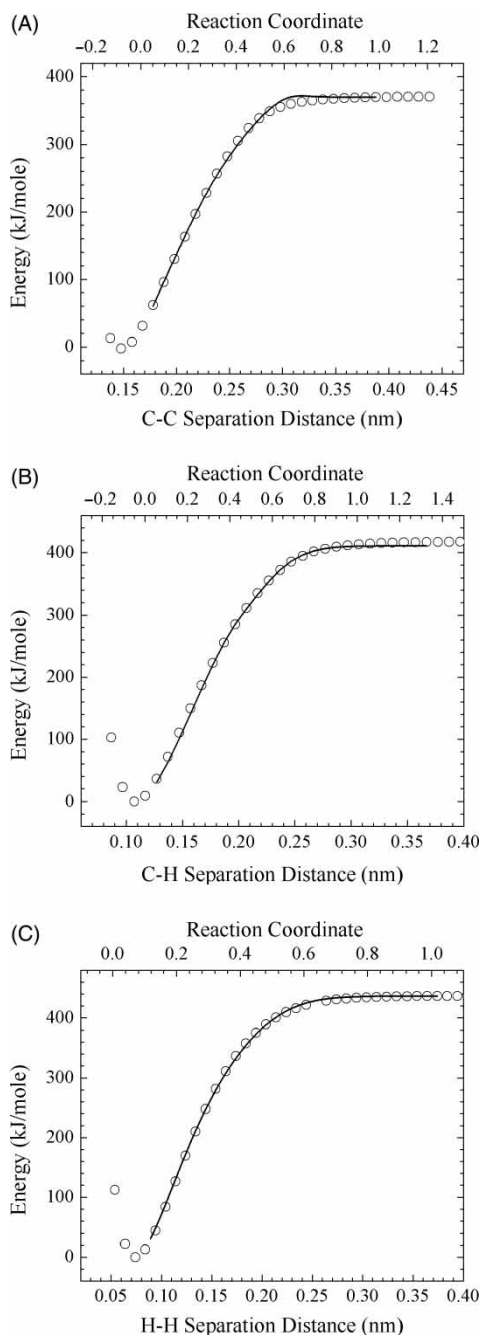 (A)
Reaction Coordinate
−0.2 0.0 0.2 0.4 0.6 0.8 1.0 1.2
400
300
200
100
0
Energy (kJ/mole)
0.15 0.20 0.25 0.30 0.35 0.40 0.45
C-C Separation Distance (nm)
(B)
Reaction Coordinate
−0.2 0.0 0.2 0.4 0.6 0.8 1.0 1.2 1.4
400
300
200
100
0
Energy (kJ/mole)
0.10 0.15 0.20 0.25 0.30 0.35 0.40
C-H Separation Distance (nm)
(C)
Reaction Coordinate
0.0 0.2 0.4 0.6 0.8 1.0
400
300
200
100
0
Energy (kJ/mole)
0.05 0.10 0.15 0.20 0.25 0.30 0.35 0.40
H-H Separation Distance (nm)